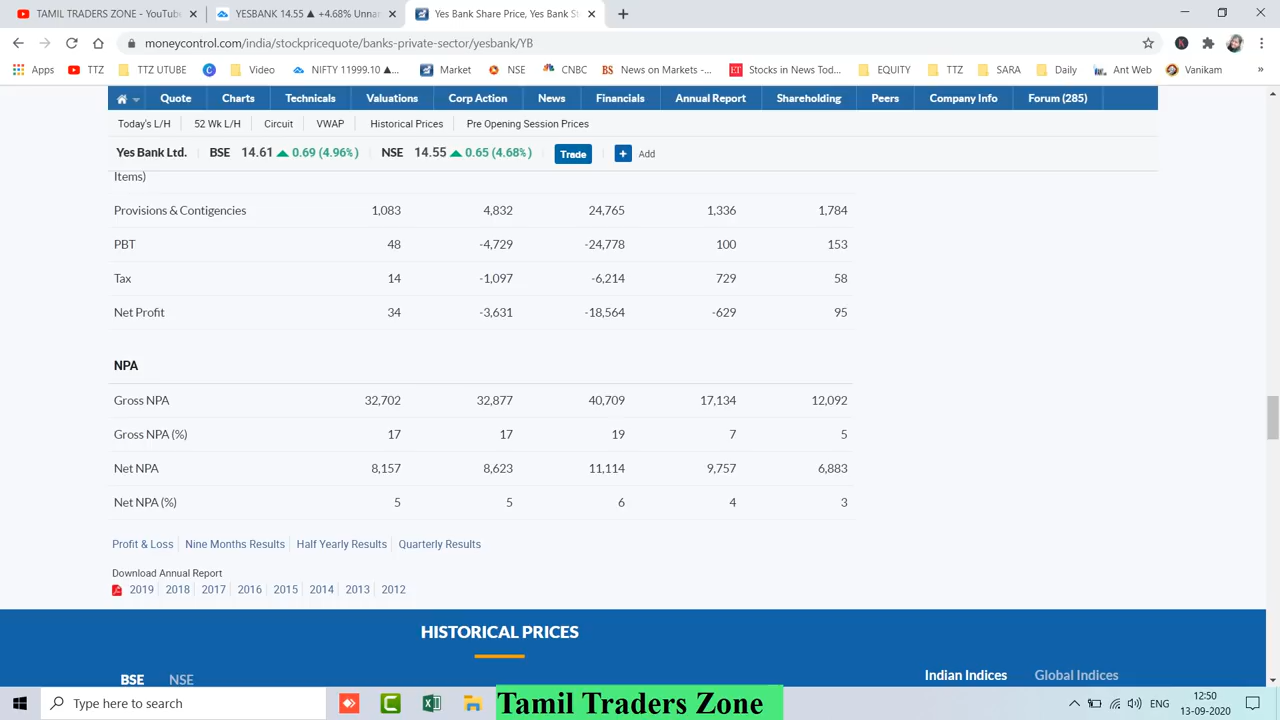 TAMIL TRADERS ZONE - YouTub
YESBANK 14.55 ▲ +4.68% Unna
Yes Bank Share Price, Yes Bank St
moneycontrol.com/india/stockpricequote/banks-private-sector/yesbank/YB
Apps TTZ TTZ UTUBE Video NIFTY 11999.10 ▲... Market NSE CNBC News on Markets -... Stocks in News Tod... EQUITY TTZ SARA Daily Ant Web Vanikam »
Quote Charts Technicals Valuations Corp Action News Financials Annual Report Shareholding Peers Company Info Forum (285)
Today's L/H 52 Wk L/H Circuit VWAP Historical Prices Pre Opening Session Prices
Yes Bank Ltd. BSE 14.61 ▲ 0.69 (4.96%) NSE 14.55 ▲ 0.65 (4.68%) Trade + Add
Items)
Provisions & Contigencies 1,083 4,832 24,765 1,336 1,784
PBT 48 -4,729 -24,778 100 153
Tax 14 -1,097 -6,214 729 58
Net Profit 34 -3,631 -18,564 -629 95
NPA
Gross NPA 32,702 32,877 40,709 17,134 12,092
Gross NPA (%) 17 17 19 7 5
Net NPA 8,157 8,623 11,114 9,757 6,883
Net NPA (%) 5 5 6 4 3
Profit & Loss Nine Months Results Half Yearly Results Quarterly Results
Download Annual Report
2019 2018 2017 2016 2015 2014 2013 2012
HISTORICAL PRICES
BSE NSE
Indian Indices Global Indices
Type here to search
Tamil Traders Zone
ENG
12:50
13-09-2020